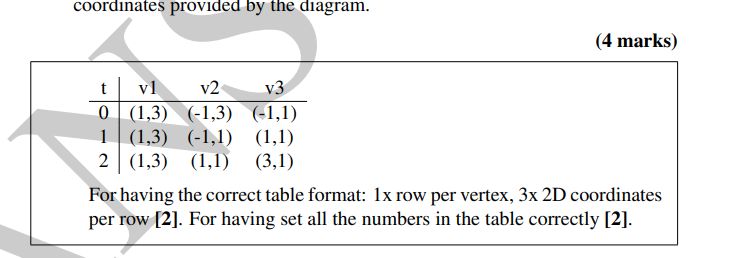 coordinates provided by the diagram.
(4 marks)
t v1 v2 v3
0 (1,3) (-1,3) (-1,1)
1 (1,3) (-1,1) (1,1)
2 (1,3) (1,1) (3,1)
For having the correct table format: 1x row per vertex, 3x 2D coordinates
per row [2]. For having set all the numbers in the table correctly [2].